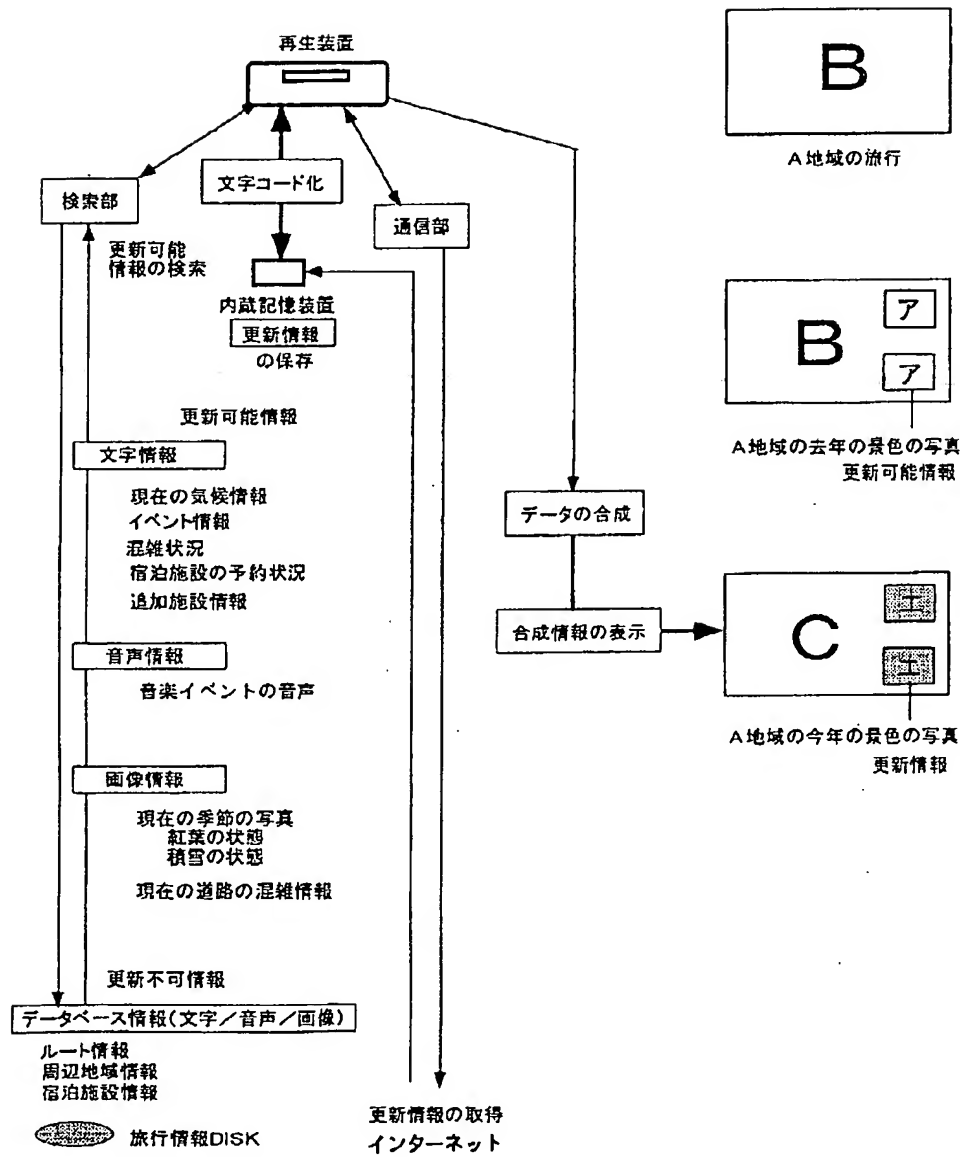 再生装置
検索部
文字コード化
通信部
更新可能
情報の検索
内蔵記憶装置
更新情報
の保存
更新可能情報
文字情報
現在の気候情報
イベント情報
混雑状況
宿泊施設の予約状況
追加施設情報
音声情報
音楽イベントの音声
画像情報
現在の季節の写真
紅葉の状態
積雪の状態
現在の道路の混雑情報
更新不可情報
データベース情報(文字/音声/画像)
ルート情報
周辺地域情報
宿泊施設情報
旅行情報DISK
更新情報の取得
インターネット
データの合成
合成情報の表示
B
A地域の旅行
B
ア
ア
A地域の去年の景色の写真
更新可能情報
C
エ
エ
A地域の今年の景色の写真
更新情報